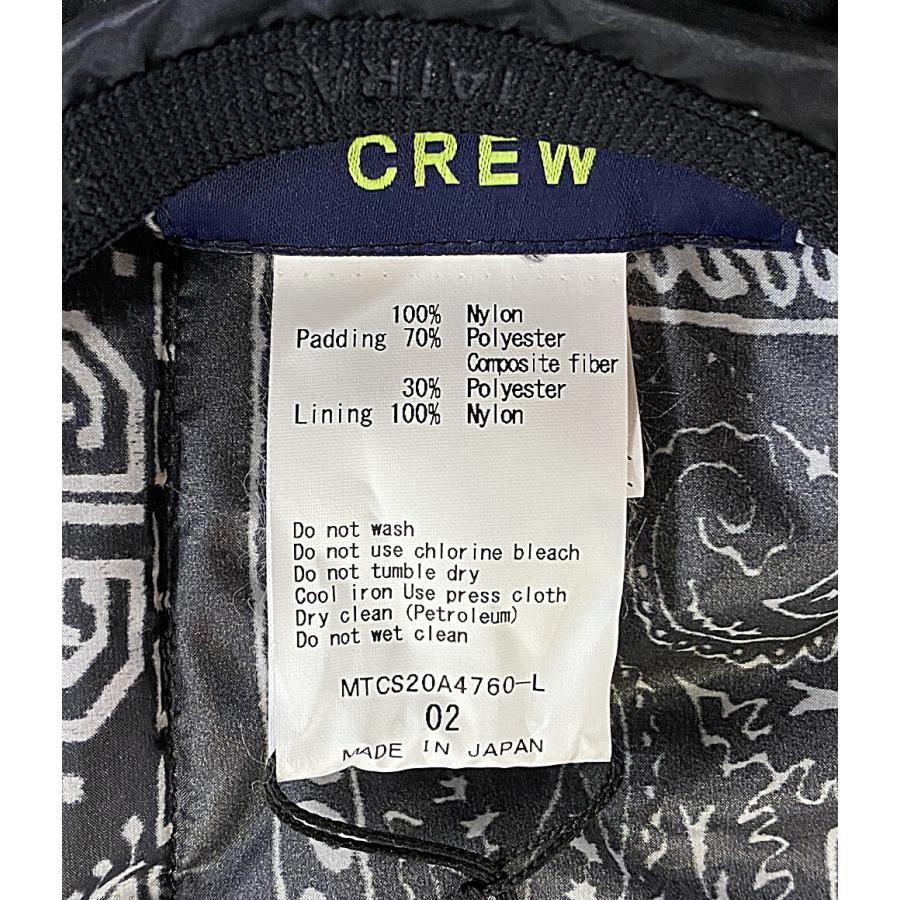 CREW
100% Nylon
Padding 70% Polyester
Composite fiber
30% Polyester
Lining 100% Nylon
Do not wash
Do not use chlorine bleach
Do not tumble dry
Cool iron Use press cloth
Dry clean (Petroleum)
Do not wet clean
MTCS20A4760-L
02
MADE IN JAPAN